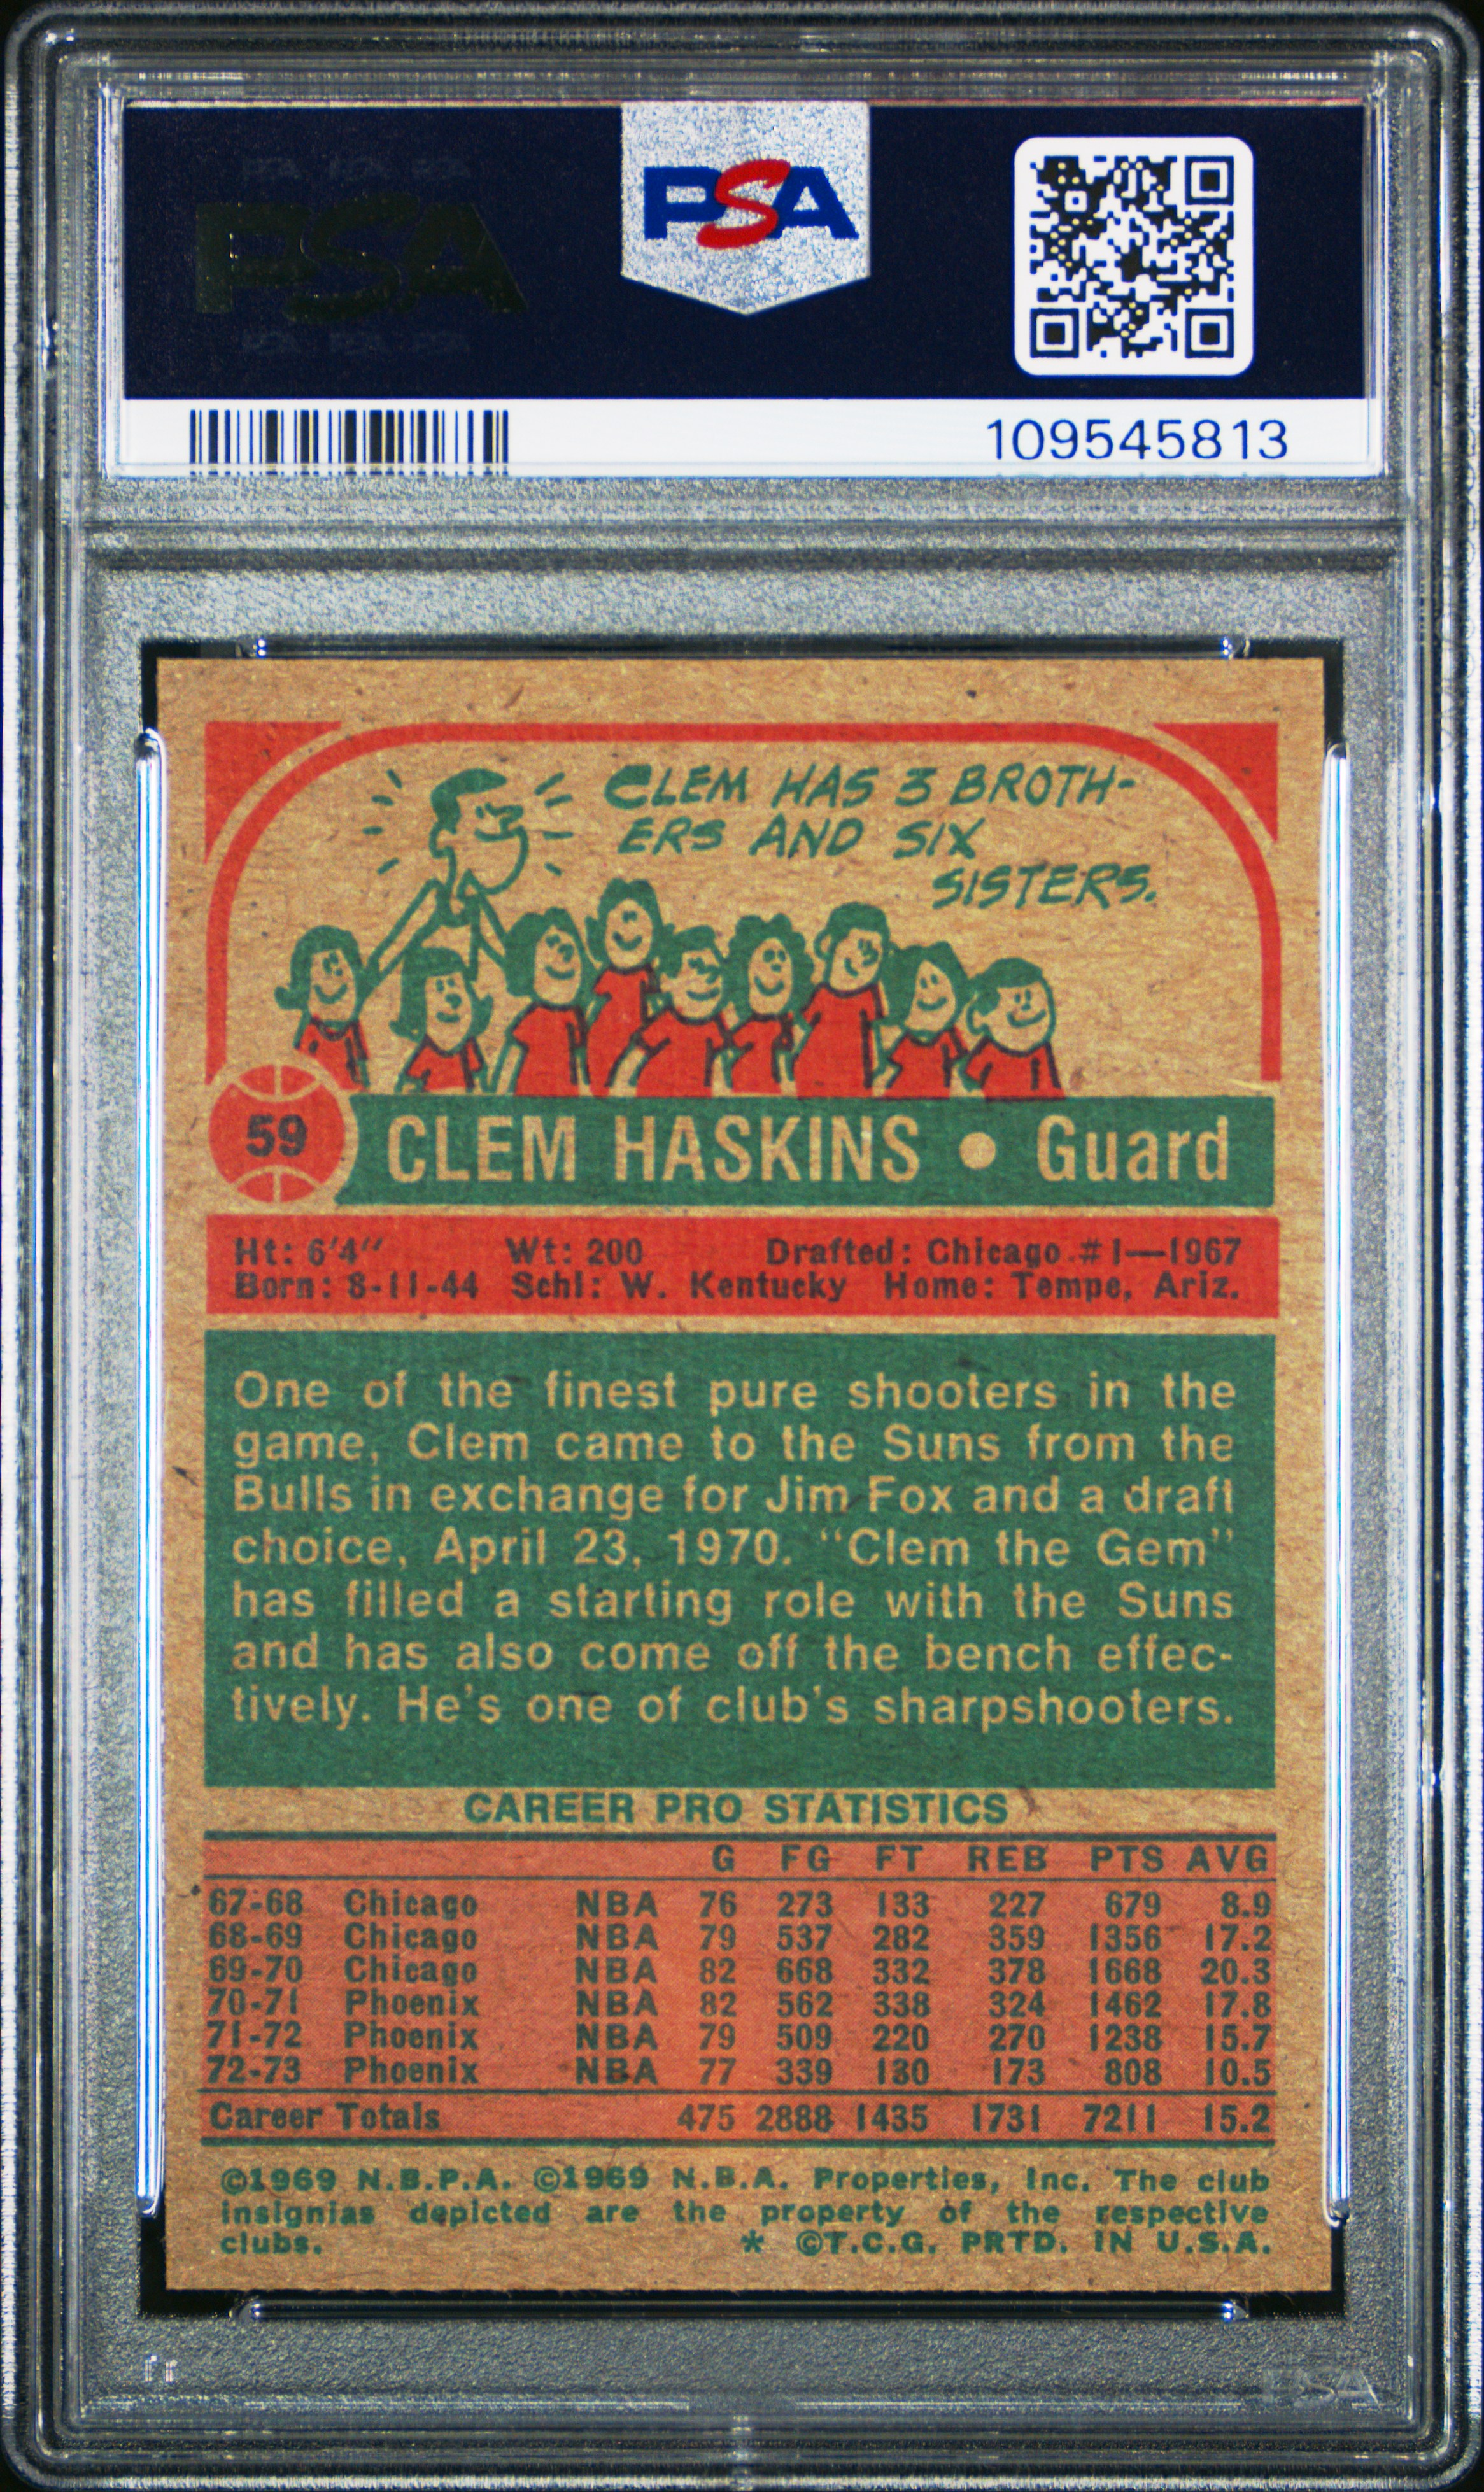 PSA PSA PSA
PSA
PSA PSA PSA
PSA
109545813
CLEM HAS 3 BROTH-
ERS AND SIX
SISTERS.
59
CLEM HASKINS • Guard
Ht: 6'4" Wt: 200 Drafted: Chicago #1—1967
Born: 8-11-44 Schl: W. Kentucky Home: Tempe, Ariz.
One of the finest pure shooters in the
game, Clem came to the Suns from the
Bulls in exchange for Jim Fox and a draft
choice, April 23, 1970. "Clem the Gem"
has filled a starting role with the Suns
and has also come off the bench effec-
tively. He's one of club's sharpshooters.
CAREER PRO STATISTICS
G FG FT REB PTS AVG
67-68 Chicago NBA 76 273 133 227 679 8.9
68-69 Chicago NBA 79 537 282 359 1356 17.2
69-70 Chicago NBA 82 668 332 378 1668 20.3
70-71 Phoenix NBA 82 562 338 324 1462 17.8
71-72 Phoenix NBA 79 509 220 270 1238 15.7
72-73 Phoenix NBA 77 339 130 173 808 10.5
Career Totals 475 2888 1435 1731 7211 15.2
©1969 N.B.P.A. ©1969 N.B.A. Properties, Inc. The club
insignias depicted are the property of the respective
clubs. * ©T.C.G. PRTD. IN U.S.A.
PSA